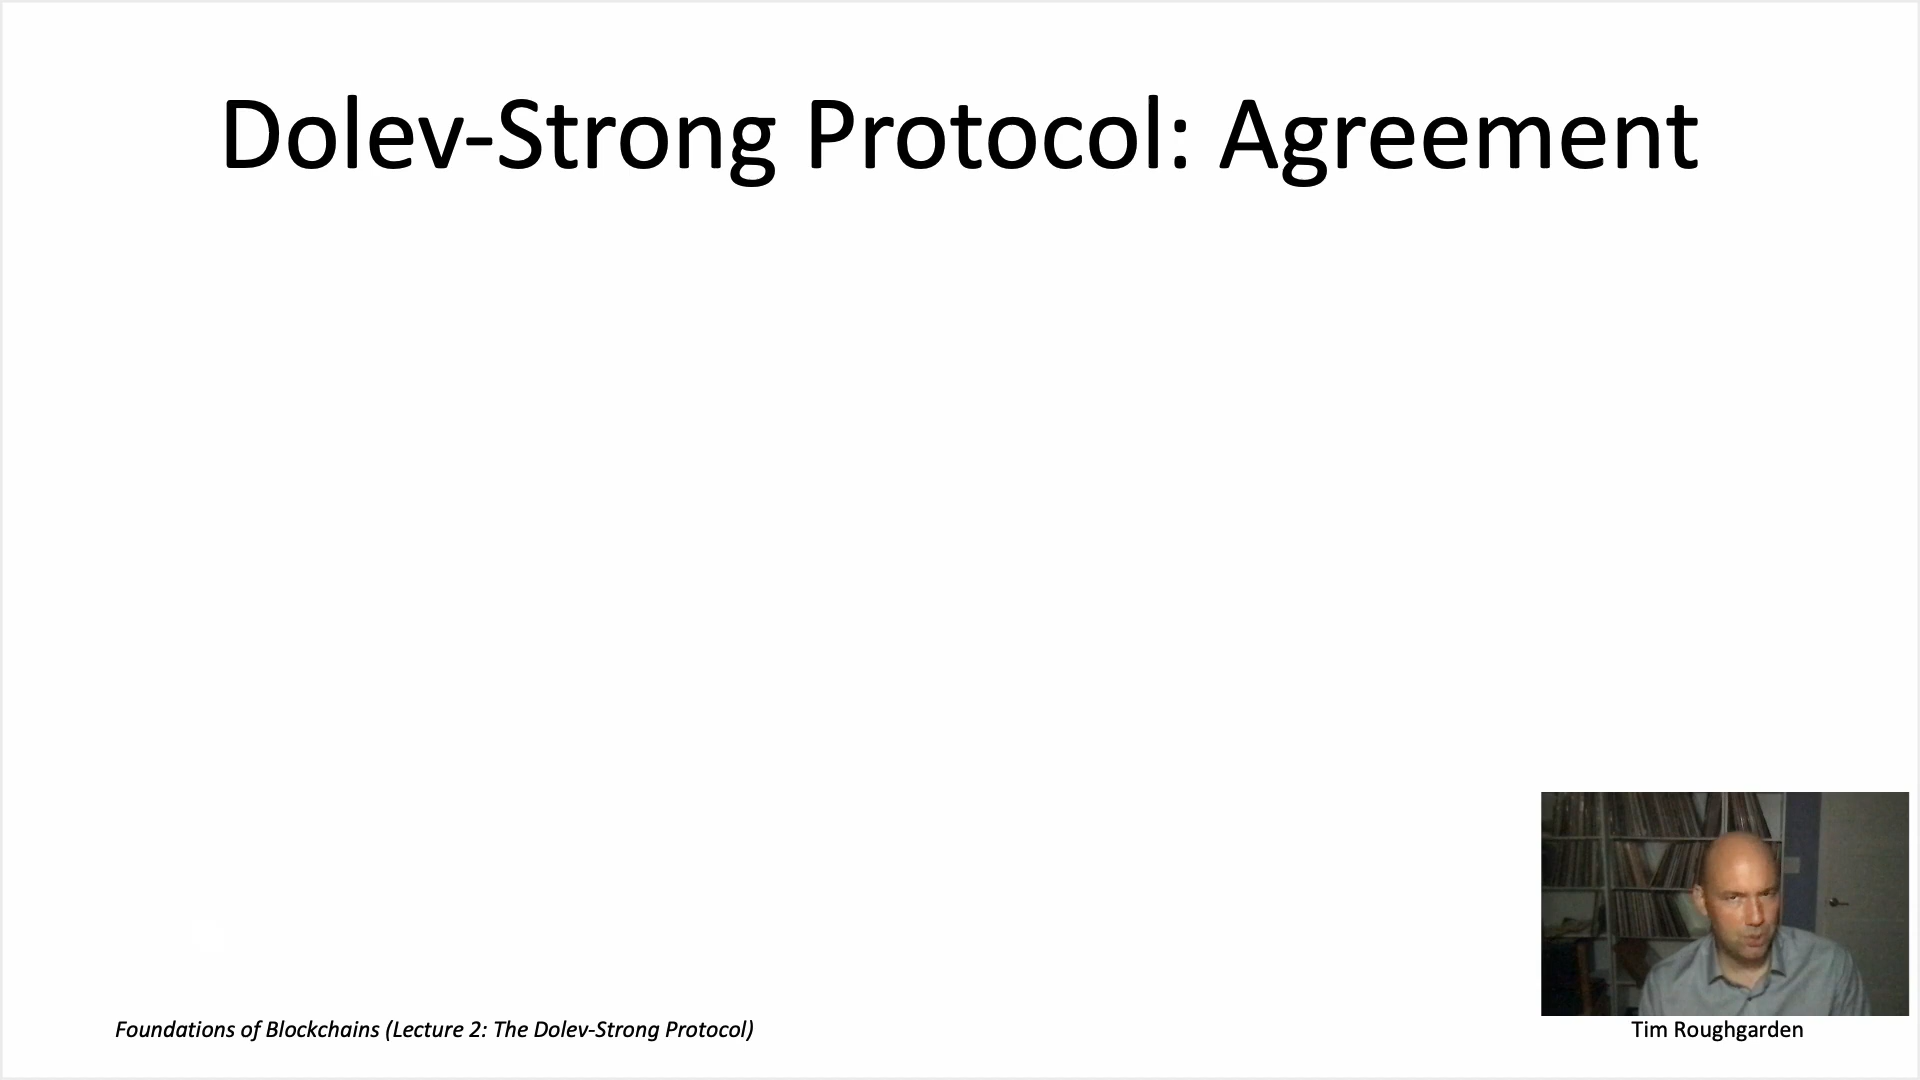 Dolev-Strong Protocol: Agreement
Foundations of Blockchains (Lecture 2: The Dolev-Strong Protocol)
Tim Roughgarden